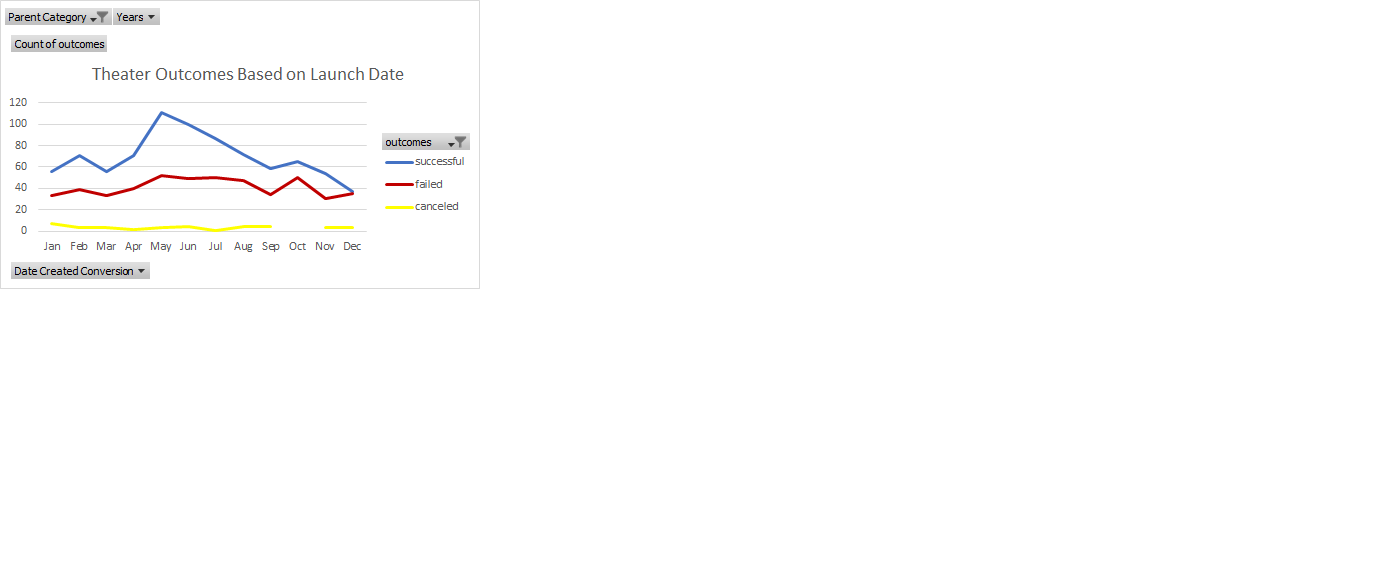 Parent Category Years
Count of outcomes
Theater Outcomes Based on Launch Date
120
100
80
60
40
20
0
Jan Feb Mar Apr May Jun Jul Aug Sep Oct Nov Dec
outcomes
successful
failed
canceled
Date Created Conversion